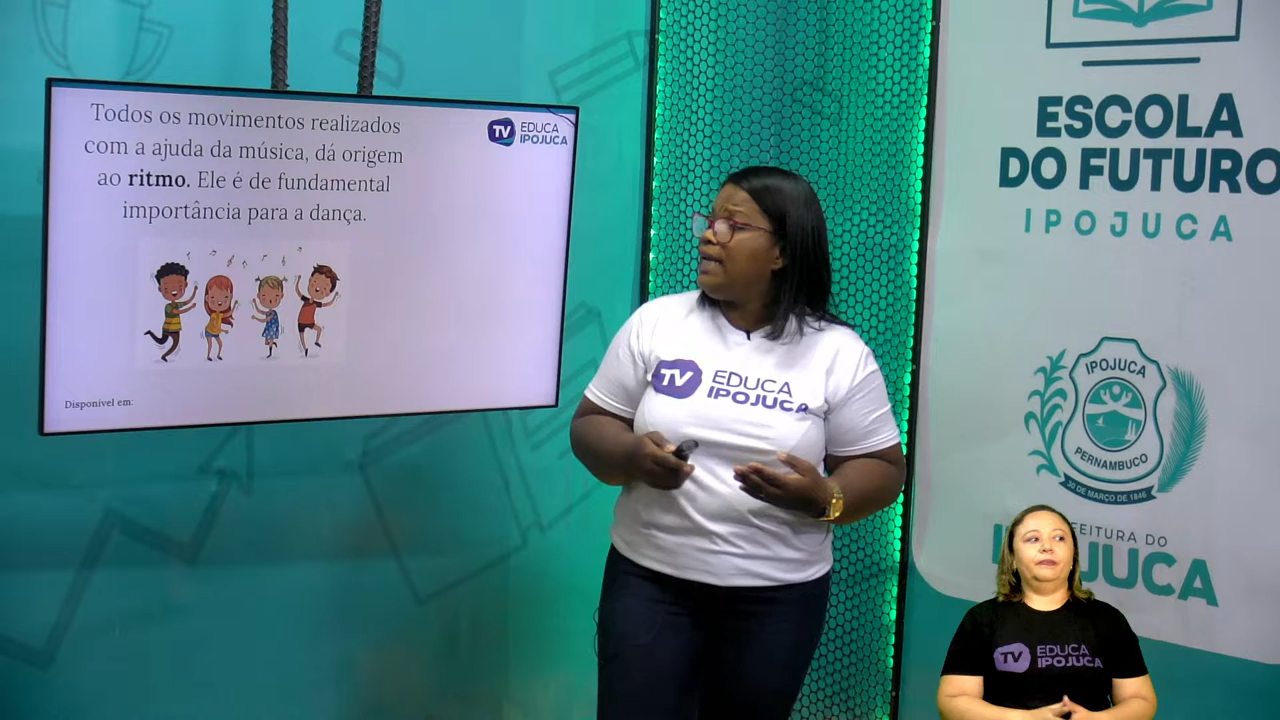 Todos os movimentos realizados
com a ajuda da música, dá origem
ao ritmo. Ele é de fundamental
importância para a dança.
Disponível em:
TV EDUCA
IPOJUCA
TV EDUCA
IPOJUCA
ESCOLA
DO FUTURO
IPOJUCA
IPOJUCA
PERNAMBUCO
30 DE MARÇO DE 1846
FEITURA DO
JUCA
TV EDUCA
IPOJUCA